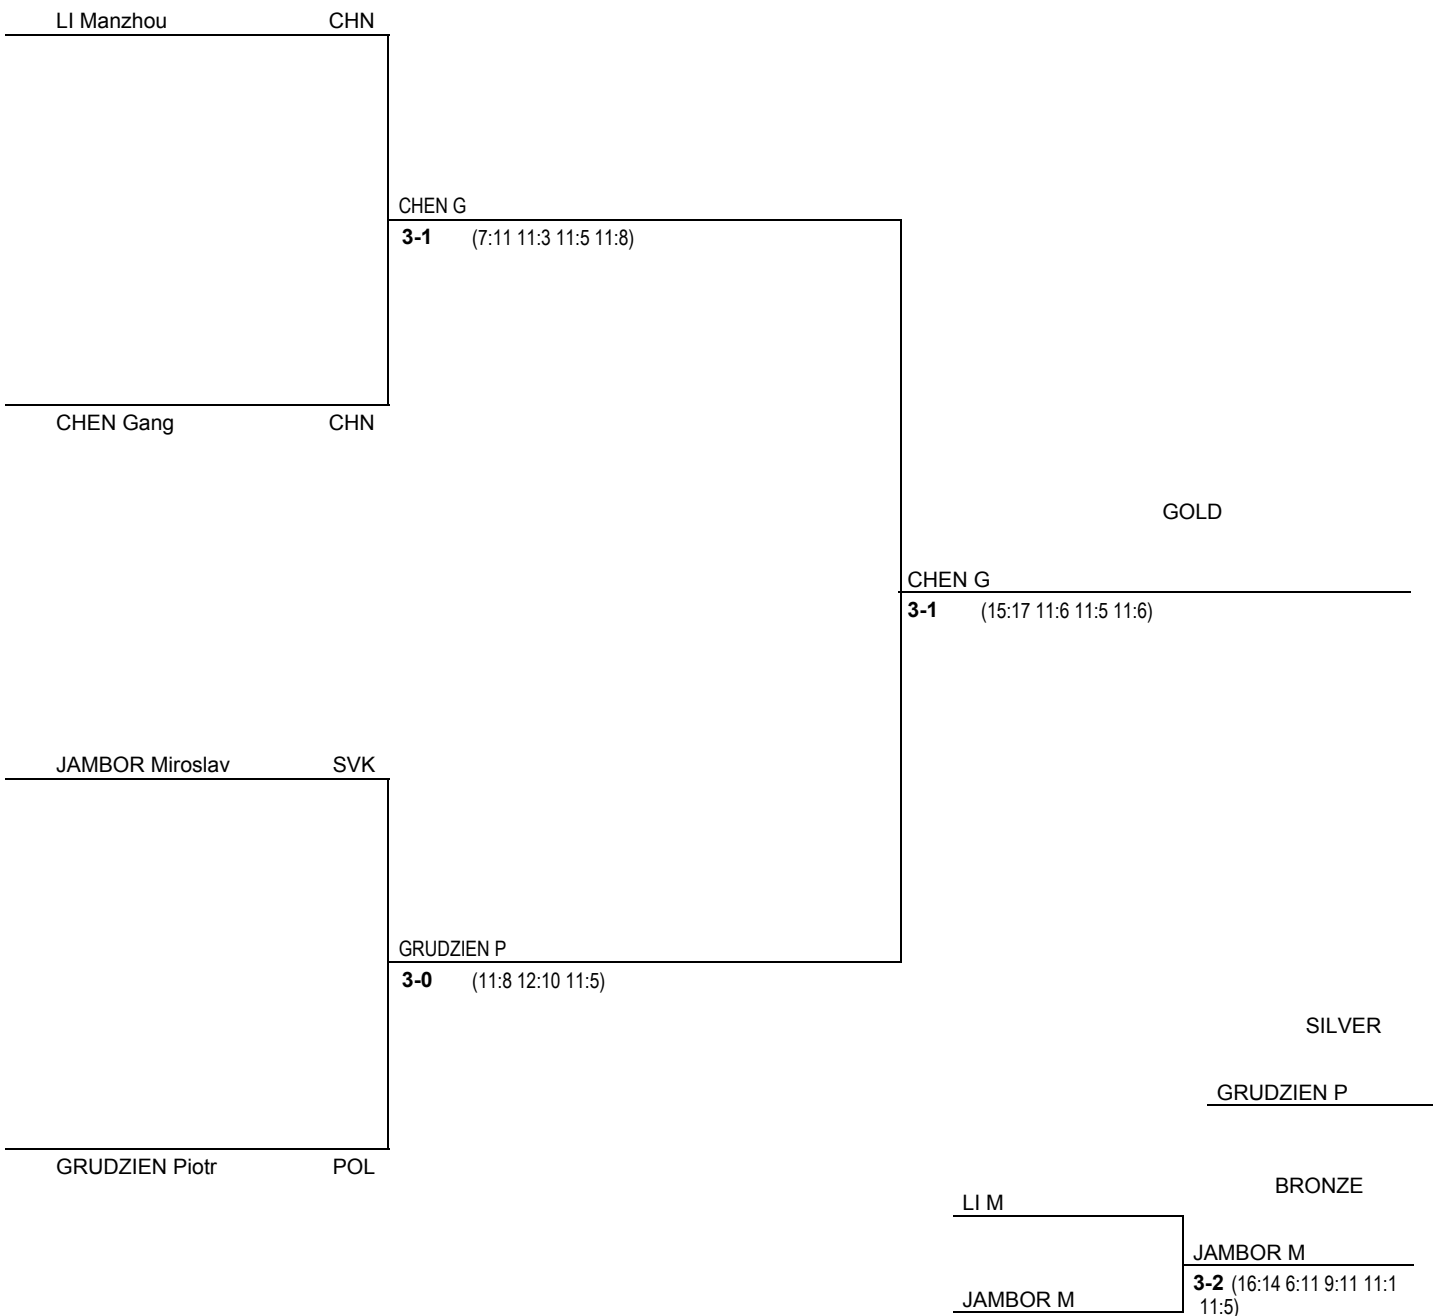 LI Manzhou CHN
CHEN G
3-1 (7:11 11:3 11:5 11:8)
CHEN Gang CHN
GOLD
CHEN G
3-1 (15:17 11:6 11:5 11:6)
JAMBOR Miroslav SVK
GRUDZIEN P
3-0 (11:8 12:10 11:5)
SILVER
GRUDZIEN P
GRUDZIEN Piotr POL
BRONZE
LI M
JAMBOR M
3-2 (16:14 6:11 9:11 11:1
11:5)
JAMBOR M